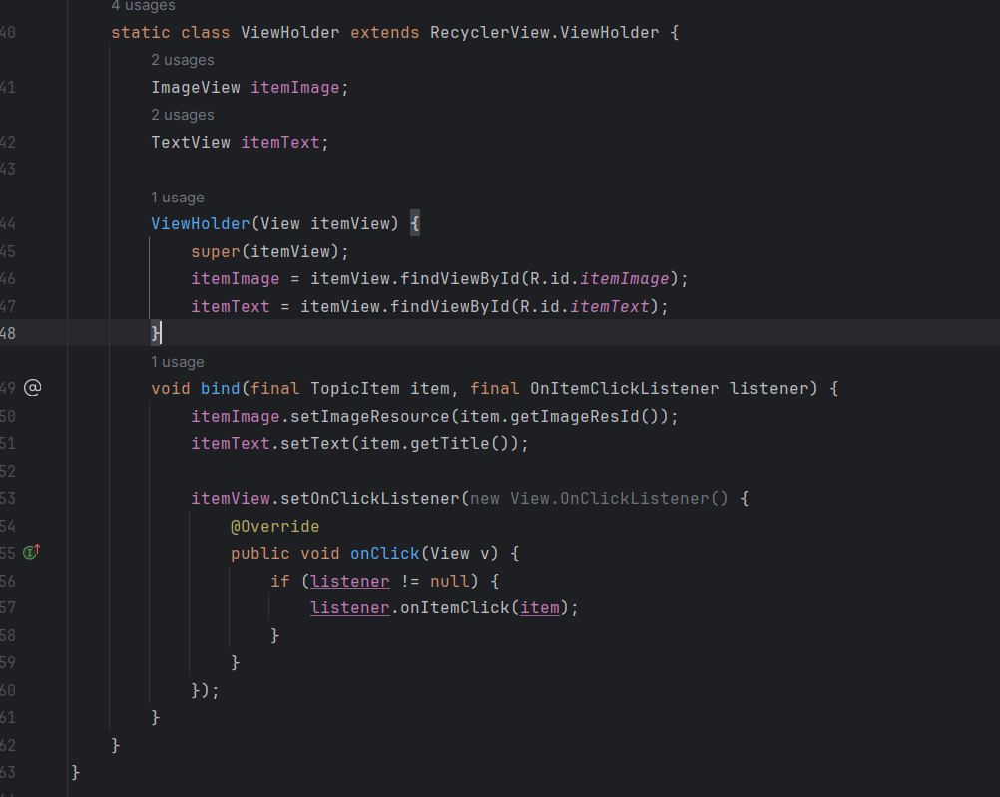 4 usages
40 static class ViewHolder extends RecyclerView.ViewHolder {
2 usages
41 ImageView itemImage;
2 usages
42 TextView itemText;
43
1 usage
44 ViewHolder(View itemView) {
45 super(itemView);
46 itemImage = itemView.findViewById(R.id.itemImage);
47 itemText = itemView.findViewById(R.id.itemText);
48 }
1 usage
49 @ void bind(final TopicItem item, final OnItemClickListener listener) {
50 itemImage.setImageResource(item.getImageResId());
51 itemText.setText(item.getTitle());
52
53 itemView.setOnClickListener(new View.OnClickListener() {
54 @Override
55 public void onClick(View v) {
56 if (listener != null) {
57 listener.onItemClick(item);
58 }
59 }
60 });
61 }
62 }
63 }